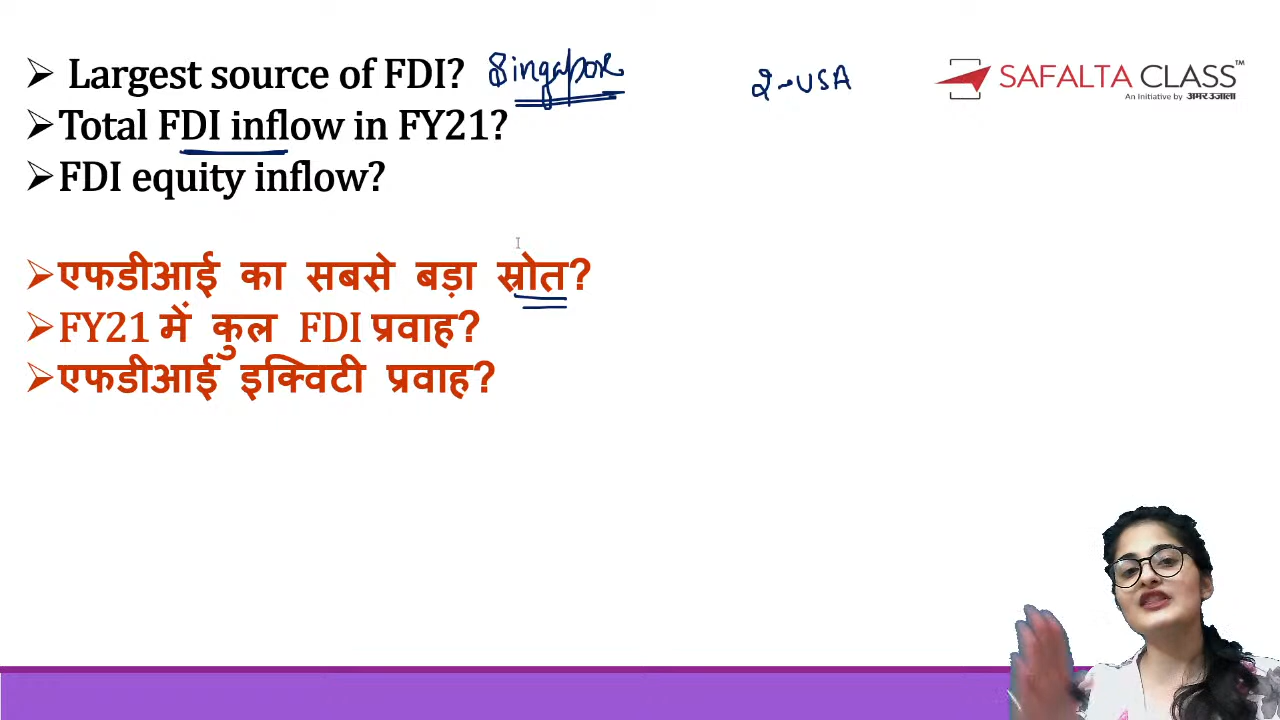 ➤ Largest source of FDI? Singapore 2→USA
➤Total FDI inflow in FY21?
➤FDI equity inflow?
➤एफडीआई का सबसे बड़ा स्रोत?
➤FY21 में कुल FDI प्रवाह?
➤एफडीआई इक्विटी प्रवाह?
SAFALTA CLASS™
An Initiative by अमर उजाला